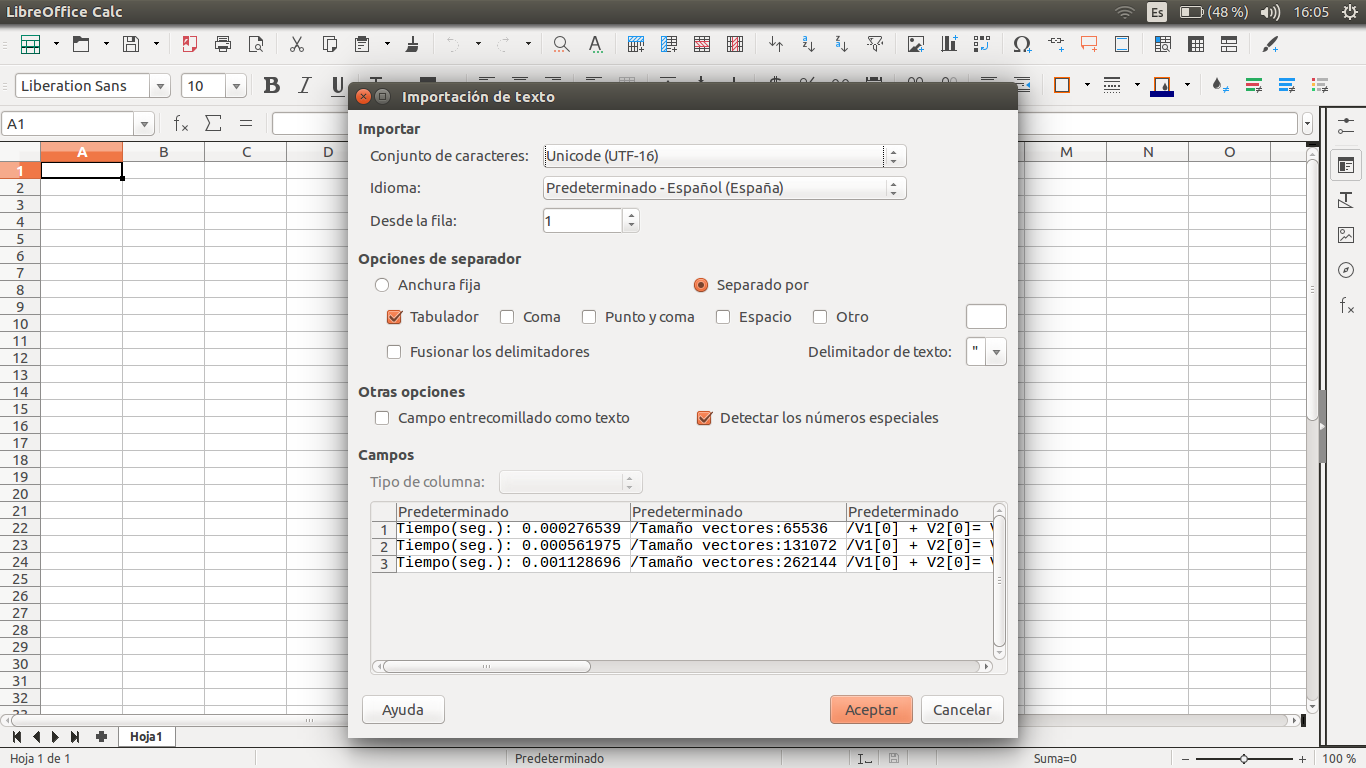 LibreOffice Calc
Es
(48 %)
16:05
Liberation Sans
10
A1
Importación de texto
Importar
Conjunto de caracteres: Unicode (UTF-16)
Idioma: Predeterminado - Español (España)
Desde la fila: 1
Opciones de separador
Anchura fija
Separado por
Tabulador
Coma
Punto y coma
Espacio
Otro
Fusionar los delimitadores
Delimitador de texto: "
Otras opciones
Campo entrecomillado como texto
Detectar los números especiales
Campos
Tipo de columna:
Predeterminado Predeterminado Predeterminado
1 Tiempo(seg.): 0.000276539 /Tamaño vectores:65536 /V1[0] + V2[0]=
2 Tiempo(seg.): 0.000561975 /Tamaño vectores:131072 /V1[0] + V2[0]=
3 Tiempo(seg.): 0.001128696 /Tamaño vectores:262144 /V1[0] + V2[0]=
Ayuda
Aceptar
Cancelar
A B C D M N O
1
2
3
4
5
6
7
8
9
10
11
12
13
14
15
16
17
18
19
20
21
22
23
24
25
26
27
28
29
30
31
32
Hoja1
Hoja 1 de 1
Predeterminado
Suma=0
100 %